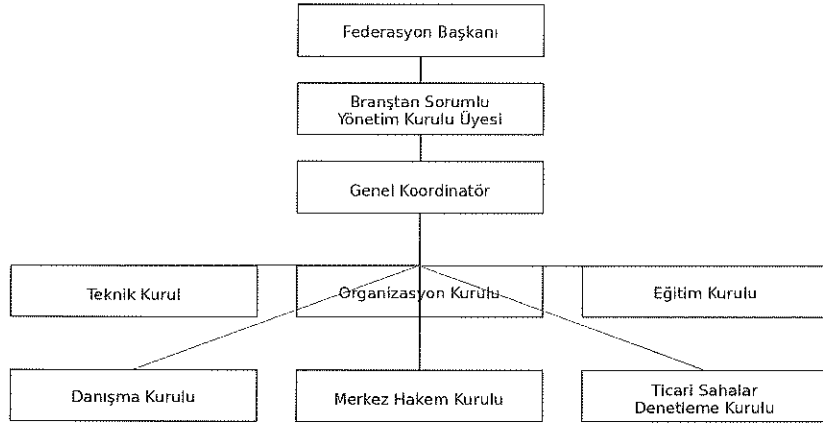 Federasyon Başkanı
Branştan Sorumlu
Yönetim Kurulu Üyesi
Genel Koordinatör
Teknik Kurul
Organizasyon Kurulu
Eğitim Kurulu
Danışma Kurulu
Merkez Hakem Kurulu
Ticari Sahalar
Denetleme Kurulu